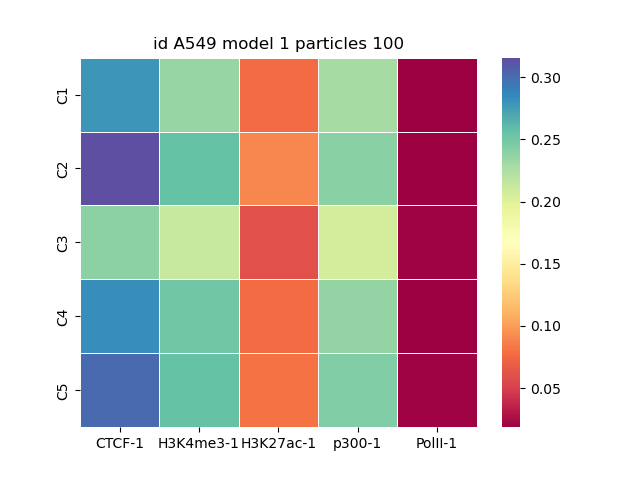 id A549 model 1 particles 100
C1
C2
C3
C4
C5
CTCF-1
H3K4me3-1
H3K27ac-1
p300-1
PolII-1
0.30
0.25
0.20
0.15
0.10
0.05